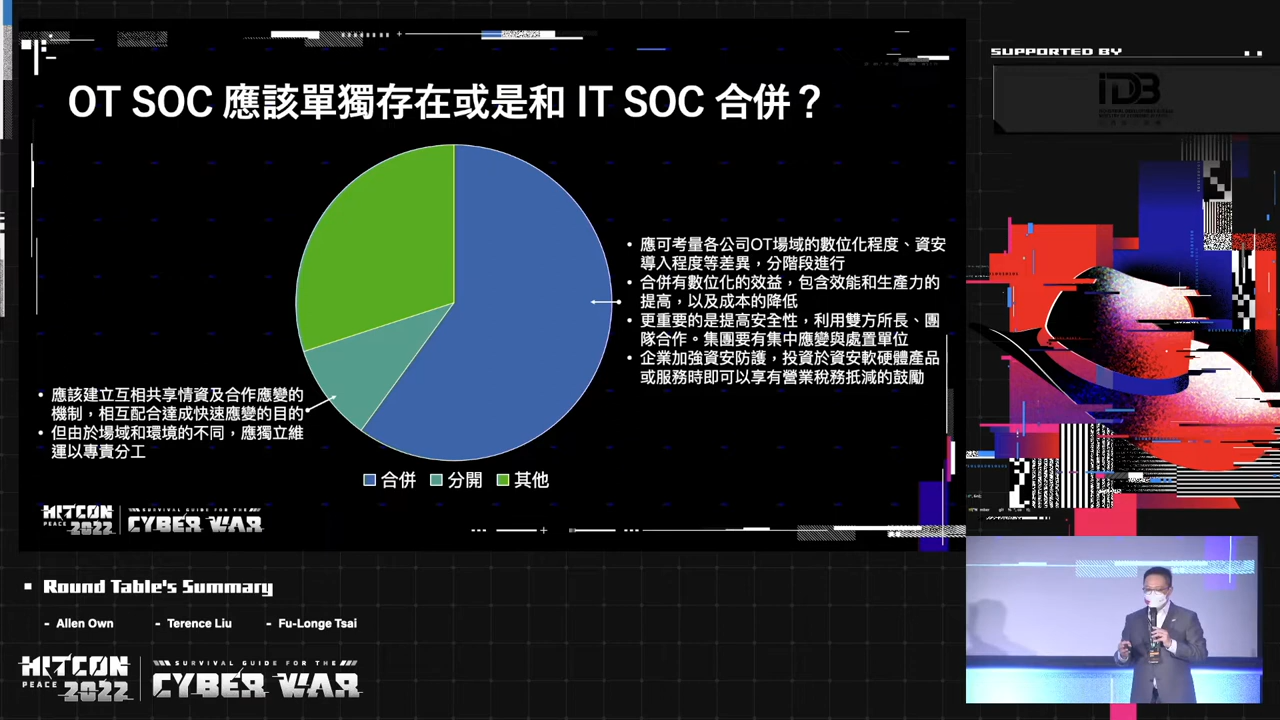 SUPPORTED BY
iDB
OT SOC 應該單獨存在或是和 IT SOC 合併？
• 應可考量各公司OT場域的數位化程度、資安
導入程度等差異，分階段進行
• 合併有數位化的效益，包含效能和生產力的
提高，以及成本的降低
• 更重要的是提高安全性，利用雙方所長、團
隊合作。集團要有集中應變與處置單位
• 企業加強資安防護，投資於資安軟硬體產品
或服務時即可以享有營業稅務抵減的鼓勵
• 應該建立互相共享情資及合作應變的
機制，相互配合達成快速應變的目的
• 但由於場域和環境的不同，應獨立維
運以專責分工
合併 分開 其他
HITCON
PEACE 2022
SURVIVAL GUIDE FOR THE
CYBER WAR
Round Table's Summary
- Allen Own - Terence Liu - Fu-Longe Tsai
HITCON
PEACE 2022
SURVIVAL GUIDE FOR THE
CYBER WAR